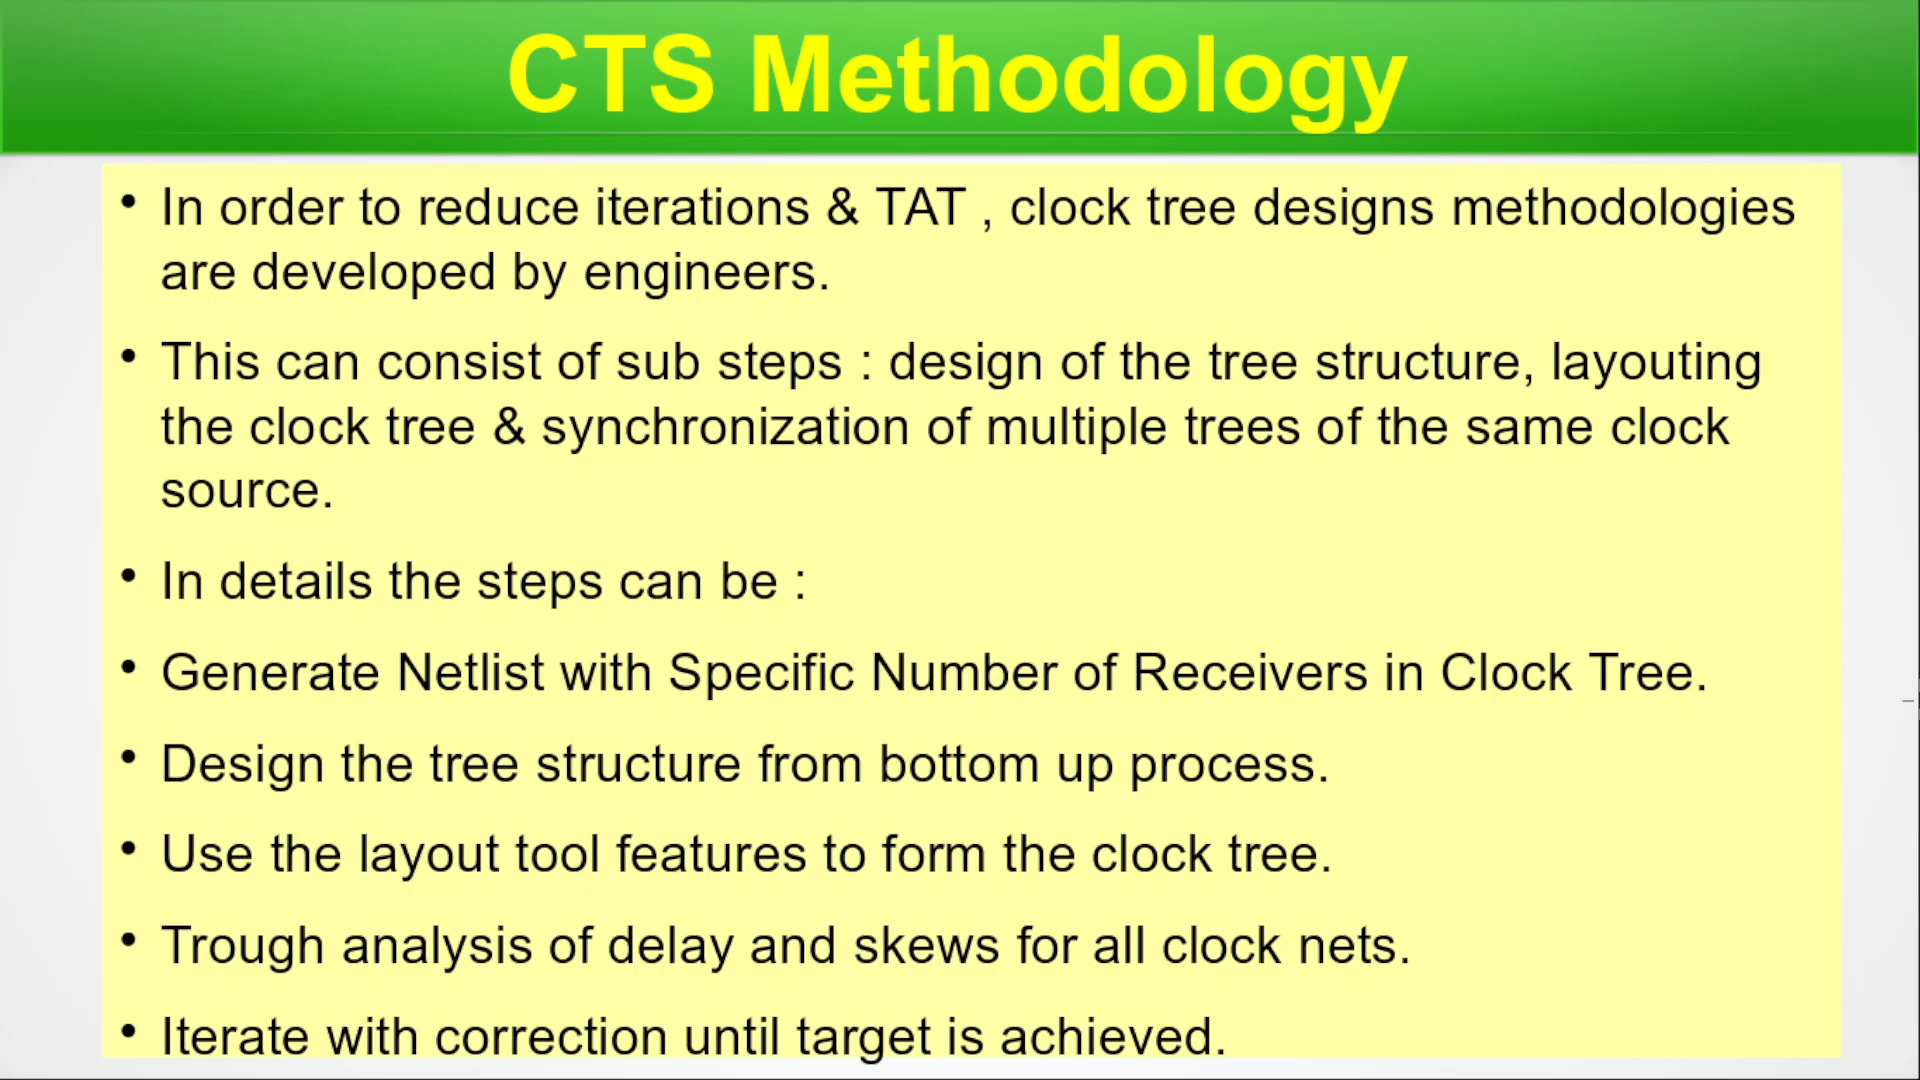 CTS Methodology
• In order to reduce iterations & TAT , clock tree designs methodologies
are developed by engineers.
• This can consist of sub steps : design of the tree structure, layouting
the clock tree & synchronization of multiple trees of the same clock
source.
• In details the steps can be :
• Generate Netlist with Specific Number of Receivers in Clock Tree.
• Design the tree structure from bottom up process.
• Use the layout tool features to form the clock tree.
• Trough analysis of delay and skews for all clock nets.
• Iterate with correction until target is achieved.